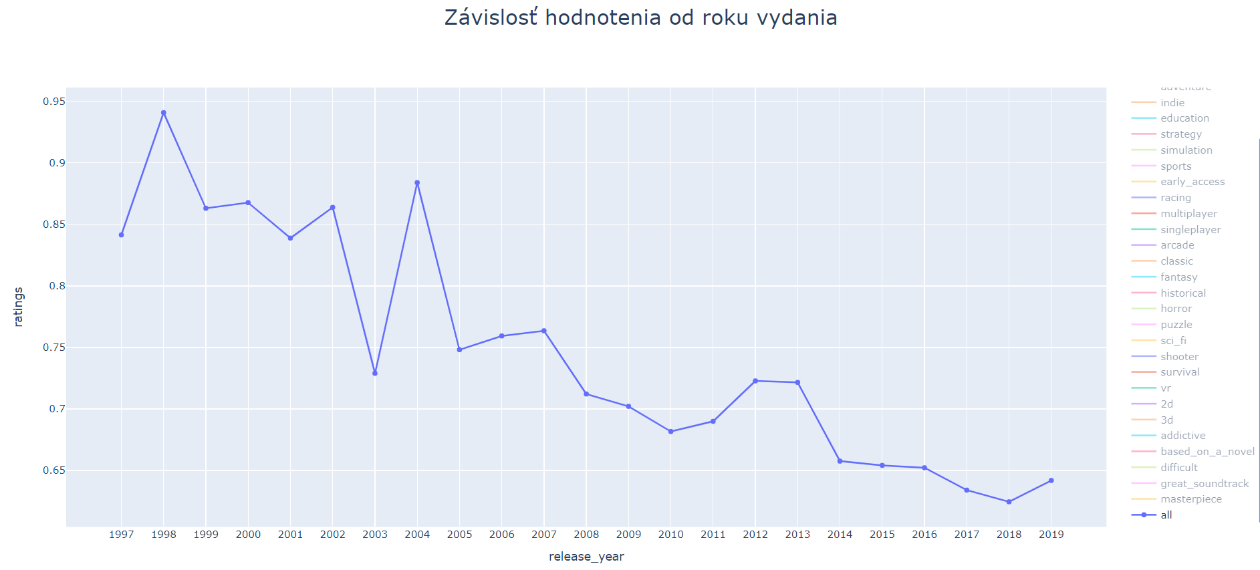 Závislosť hodnotenia od roku vydania
0.95
0.9
0.85
0.8
0.75
0.7
0.65
ratings
1997 1998 1999 2000 2001 2002 2003 2004 2005 2006 2007 2008 2009 2010 2011 2012 2013 2014 2015 2016 2017 2018 2019
release_year
adventure
indie
education
strategy
simulation
sports
early_access
racing
multiplayer
singleplayer
arcade
classic
fantasy
historical
horror
puzzle
sci_fi
shooter
survival
vr
2d
3d
addictive
based_on_a_novel
difficult
great_soundtrack
masterpiece
all